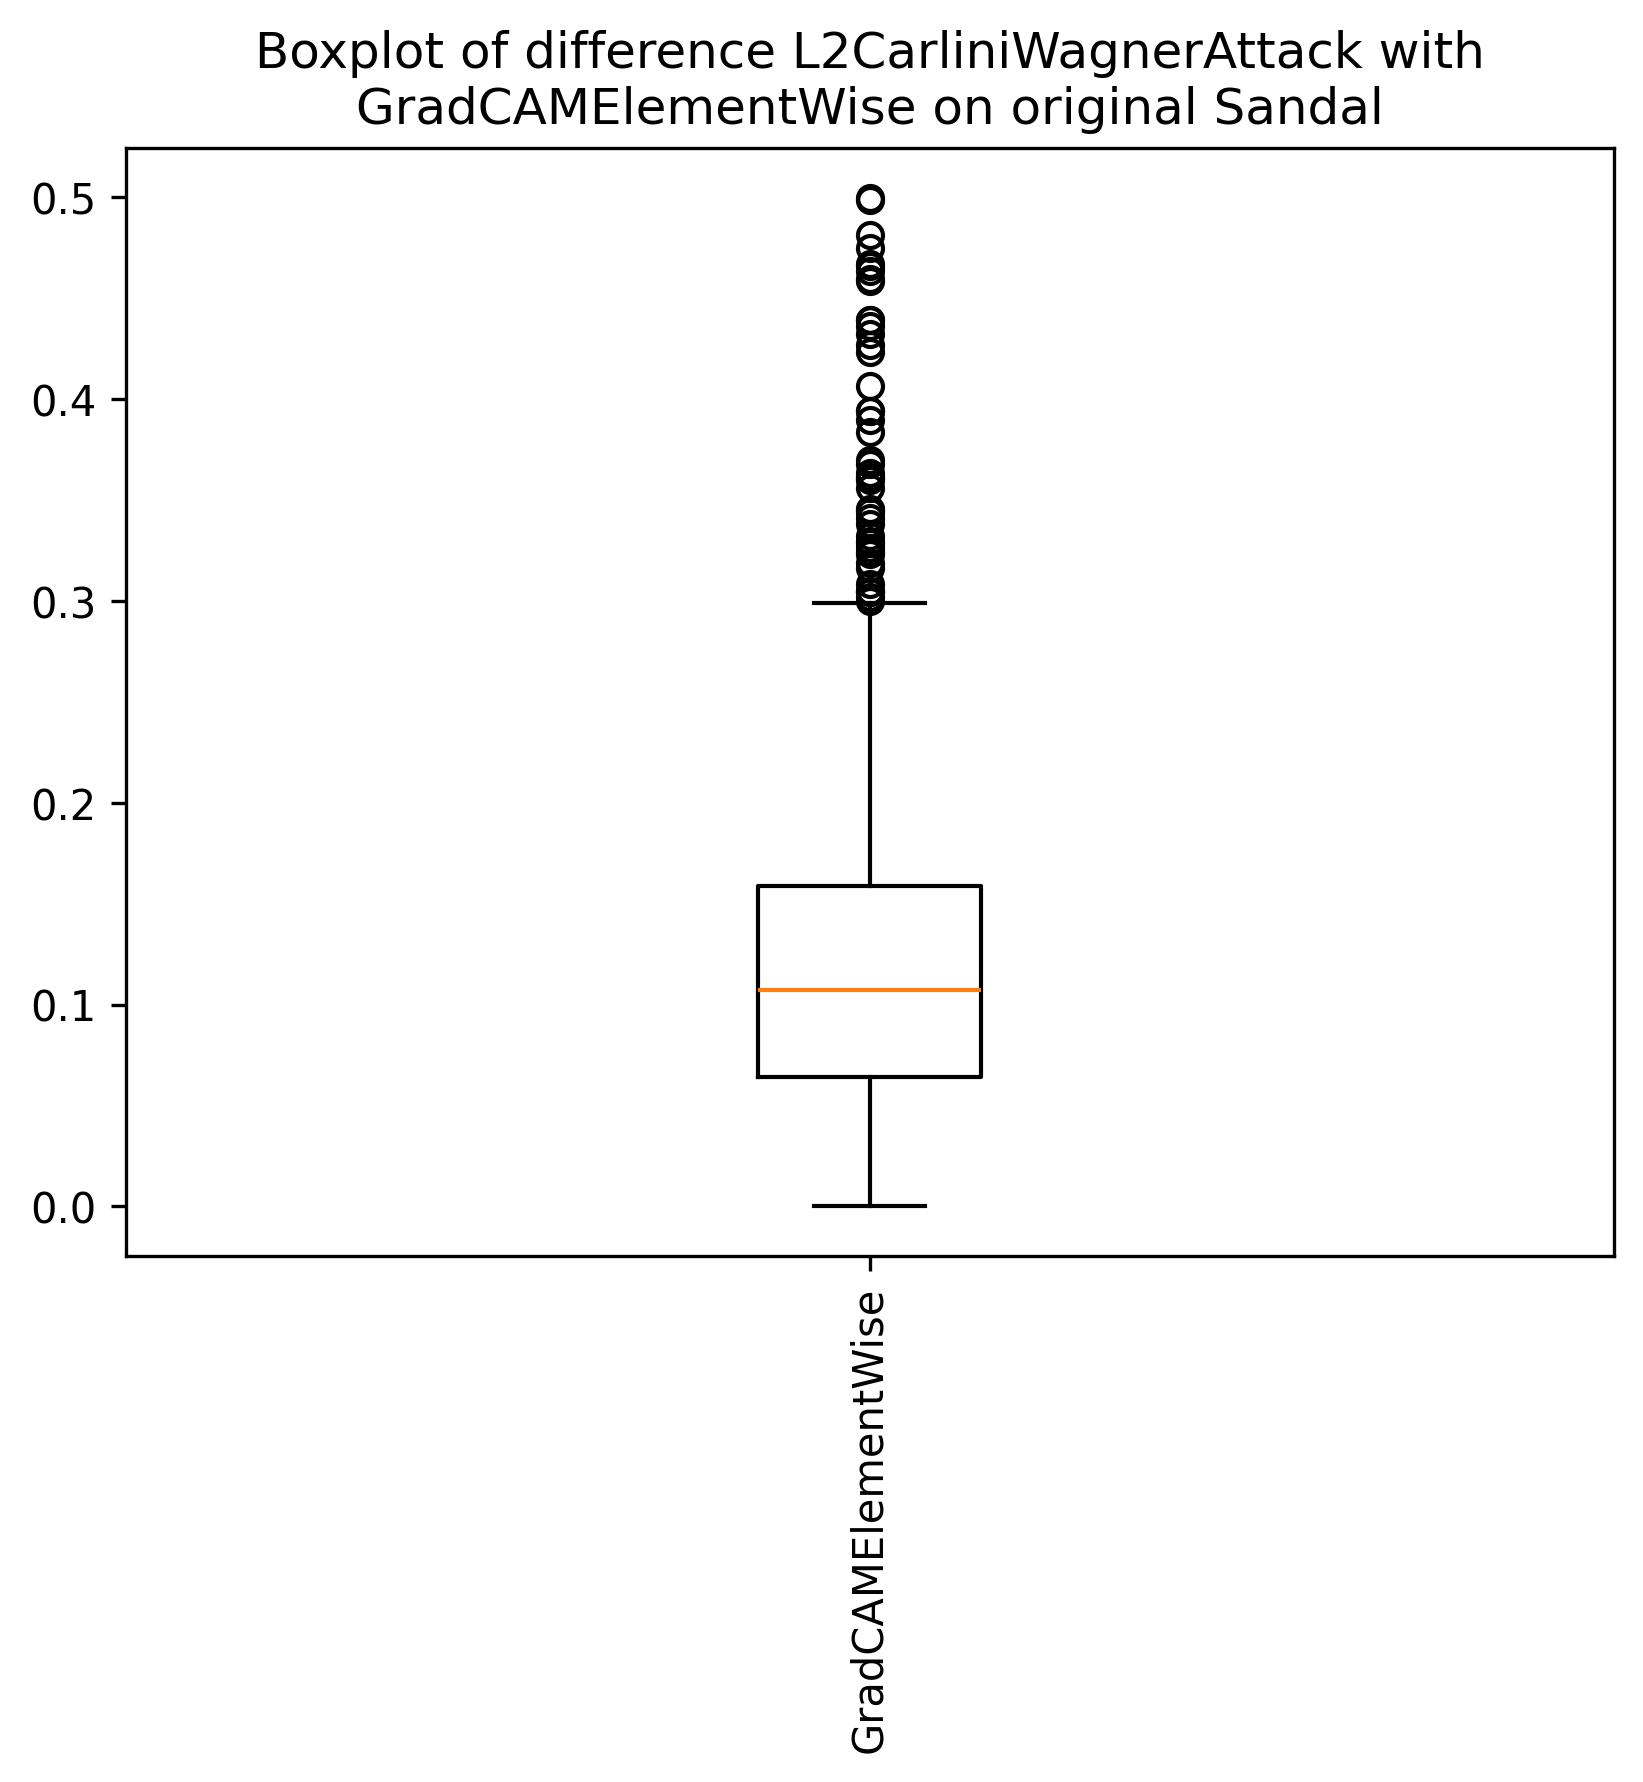 Boxplot of difference L2CarliniWagnerAttack with
GradCAMElementWise on original Sandal
0.5
0.4
0.3
0.2
0.1
0.0
GradCAMElementWise